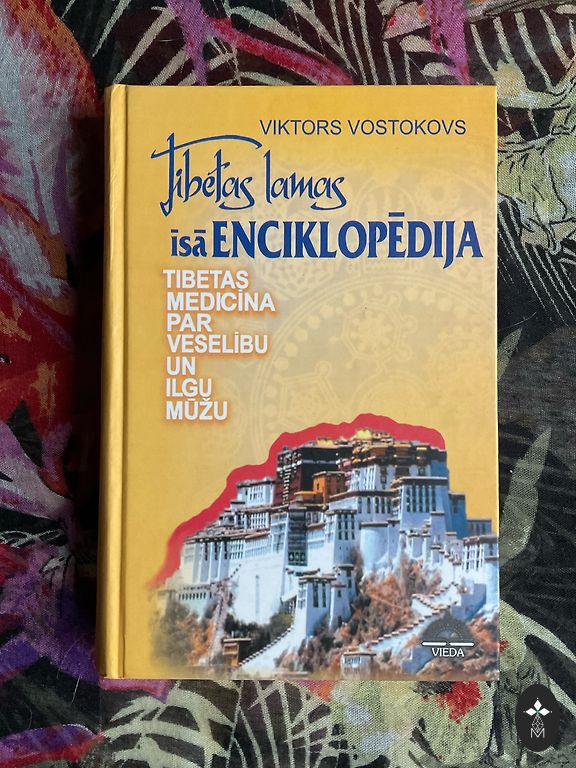 VIKTORS VOSTOKOVS
Tibetas lamas
īsā ENCIKLOPĒDIJA
TIBETAS
MEDICĪNA
PAR
VESELĪBU
UN
ILGU
MŪŽU
VIEDA